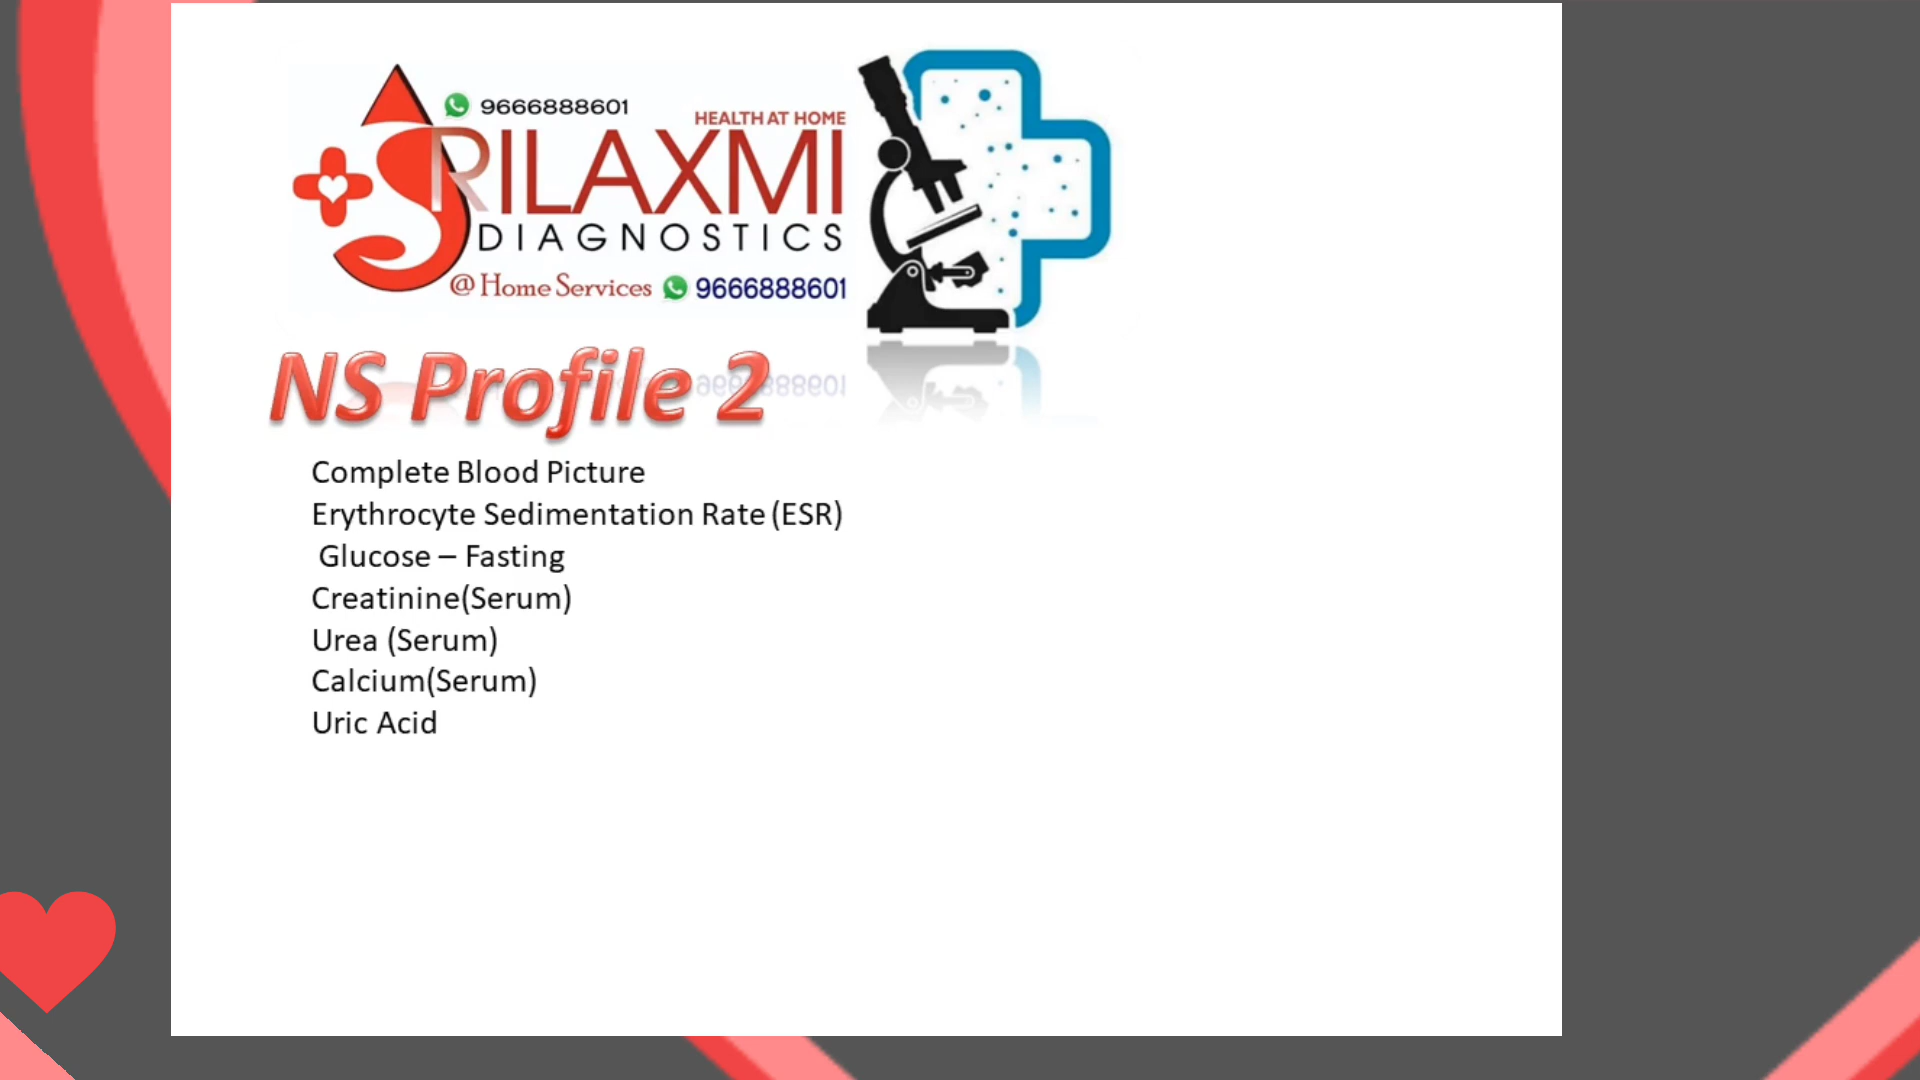 9666888601
HEALTH AT HOME
SRILAXMI
DIAGNOSTICS
@ Home Services 9666888601
NS Profile 2
Complete Blood Picture
Erythrocyte Sedimentation Rate (ESR)
Glucose – Fasting
Creatinine(Serum)
Urea (Serum)
Calcium(Serum)
Uric Acid